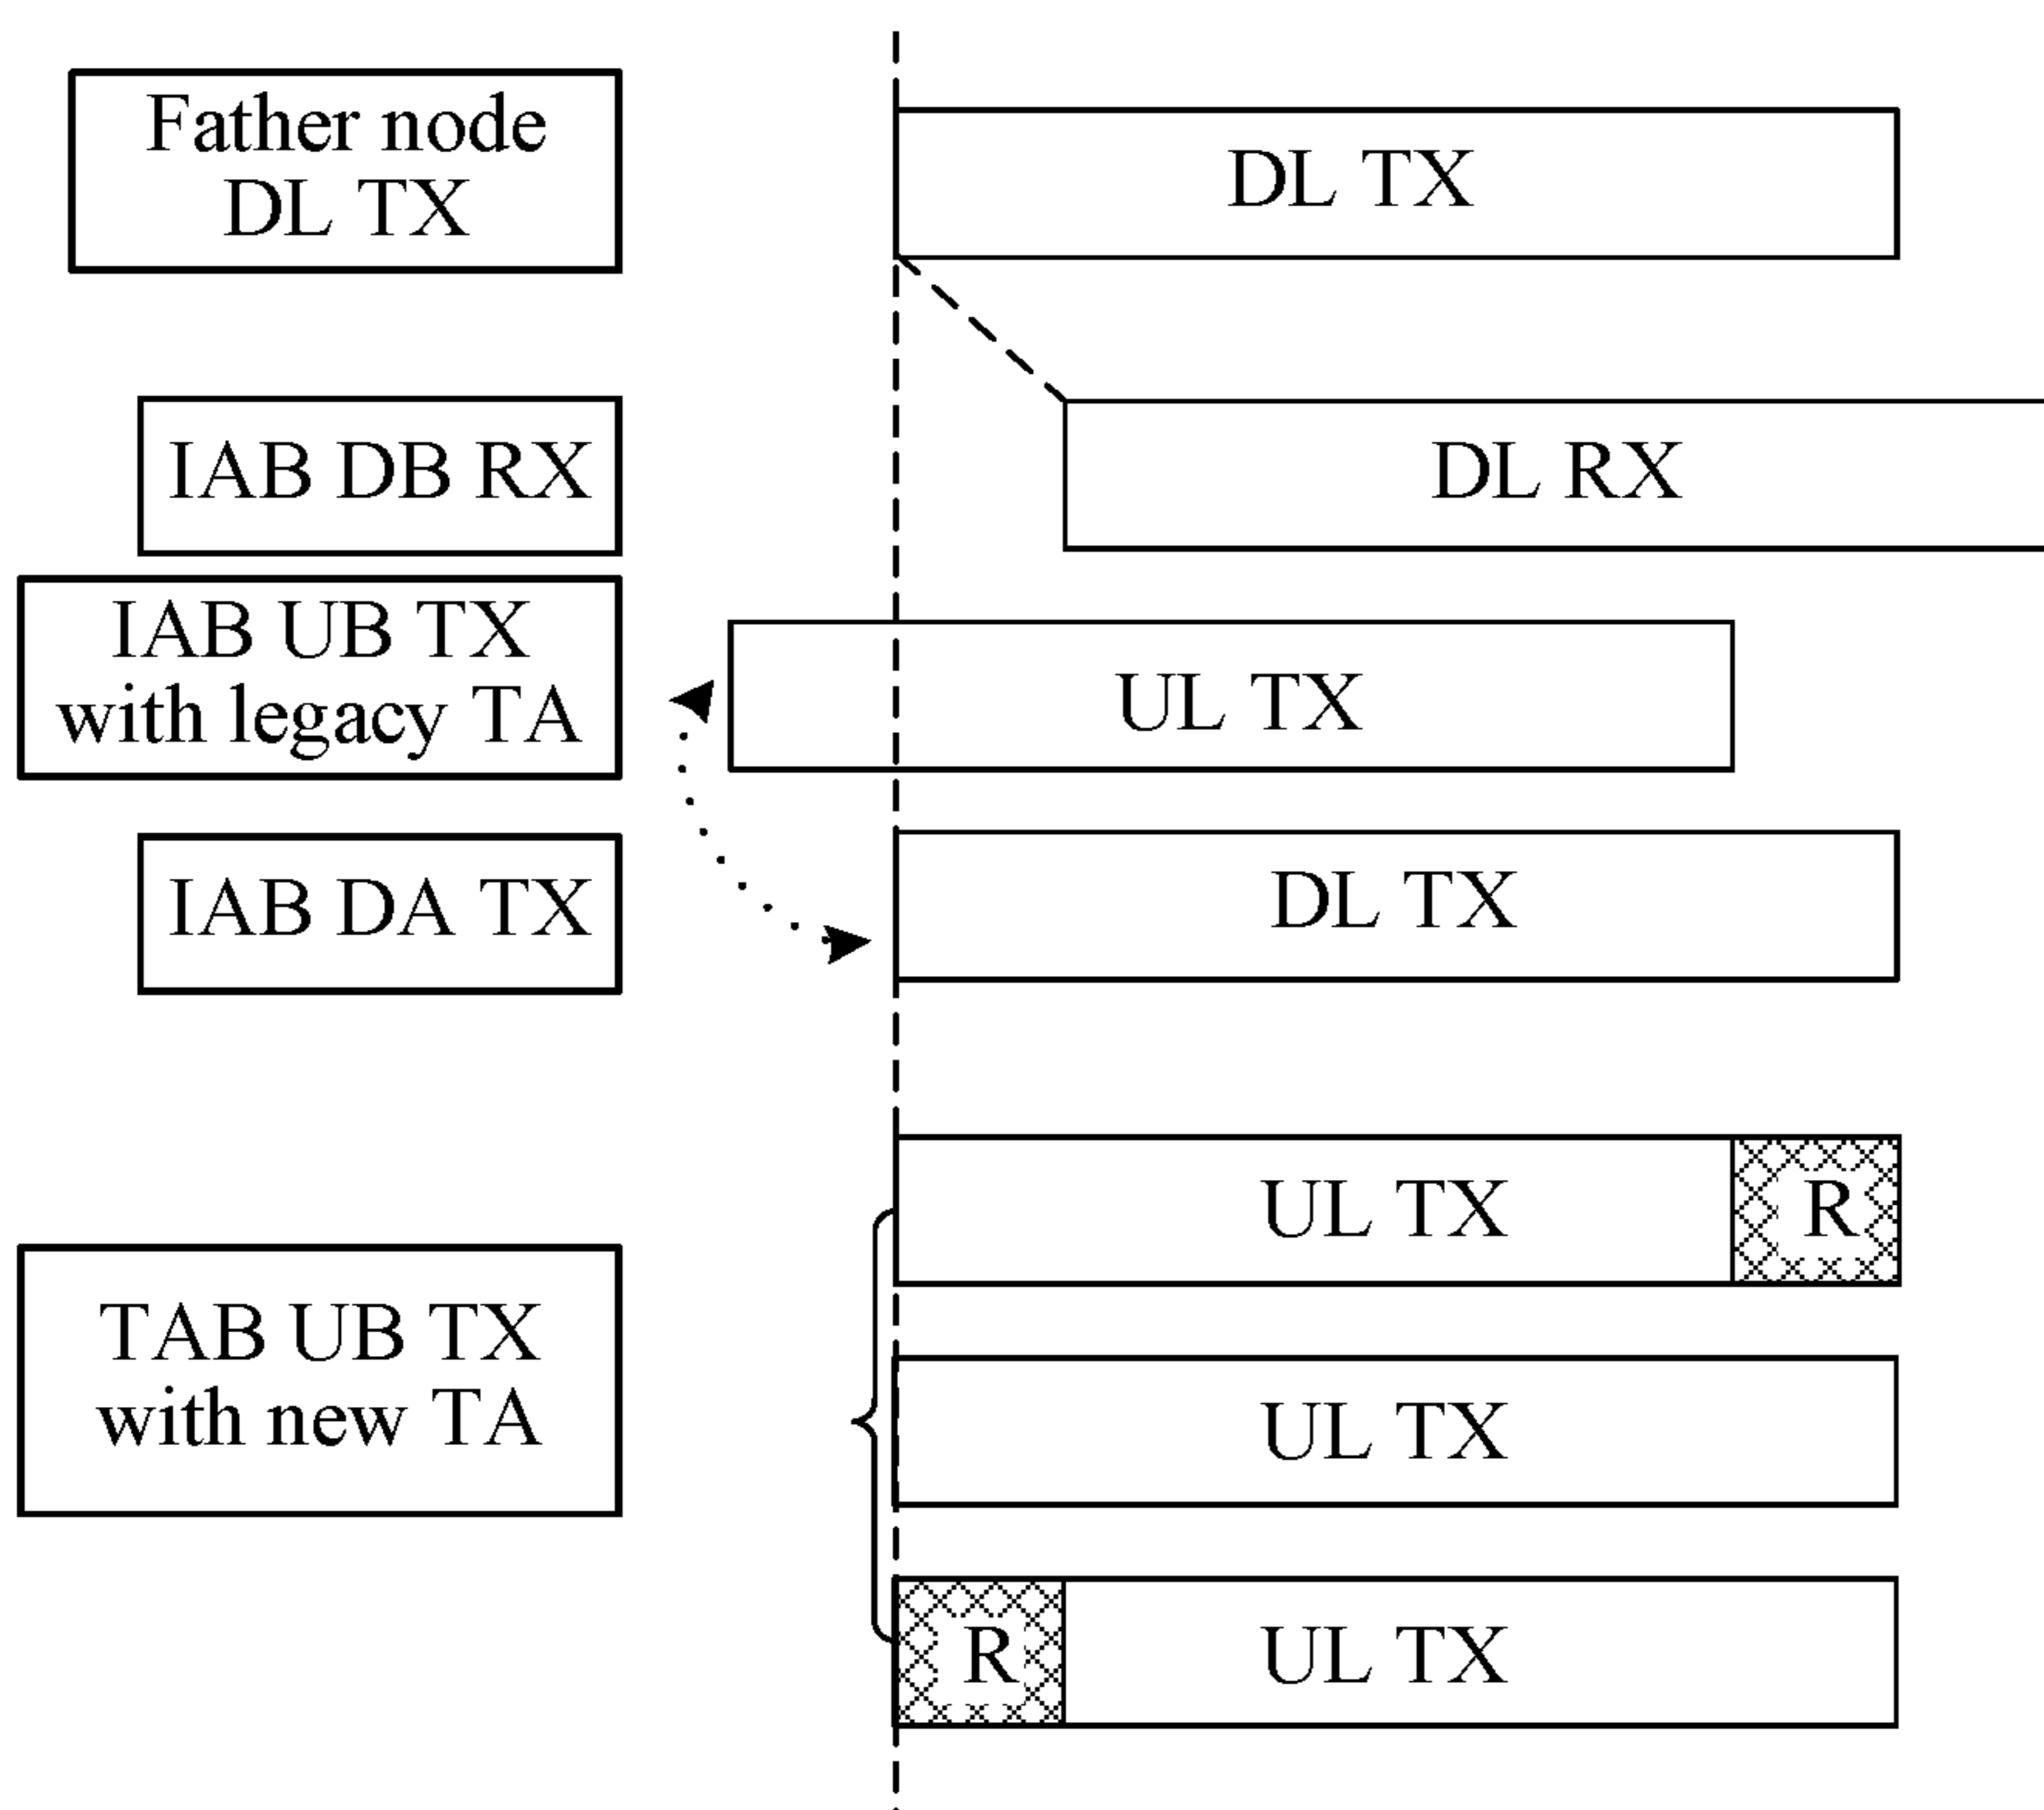 Father node
DL TX
DL TX
IAB DB RX
DL RX
IAB UB TX
with legacy TA
UL TX
IAB DA TX
DL TX
UL TX
R
TAB UB TX
with new TA
UL TX
R
UL TX